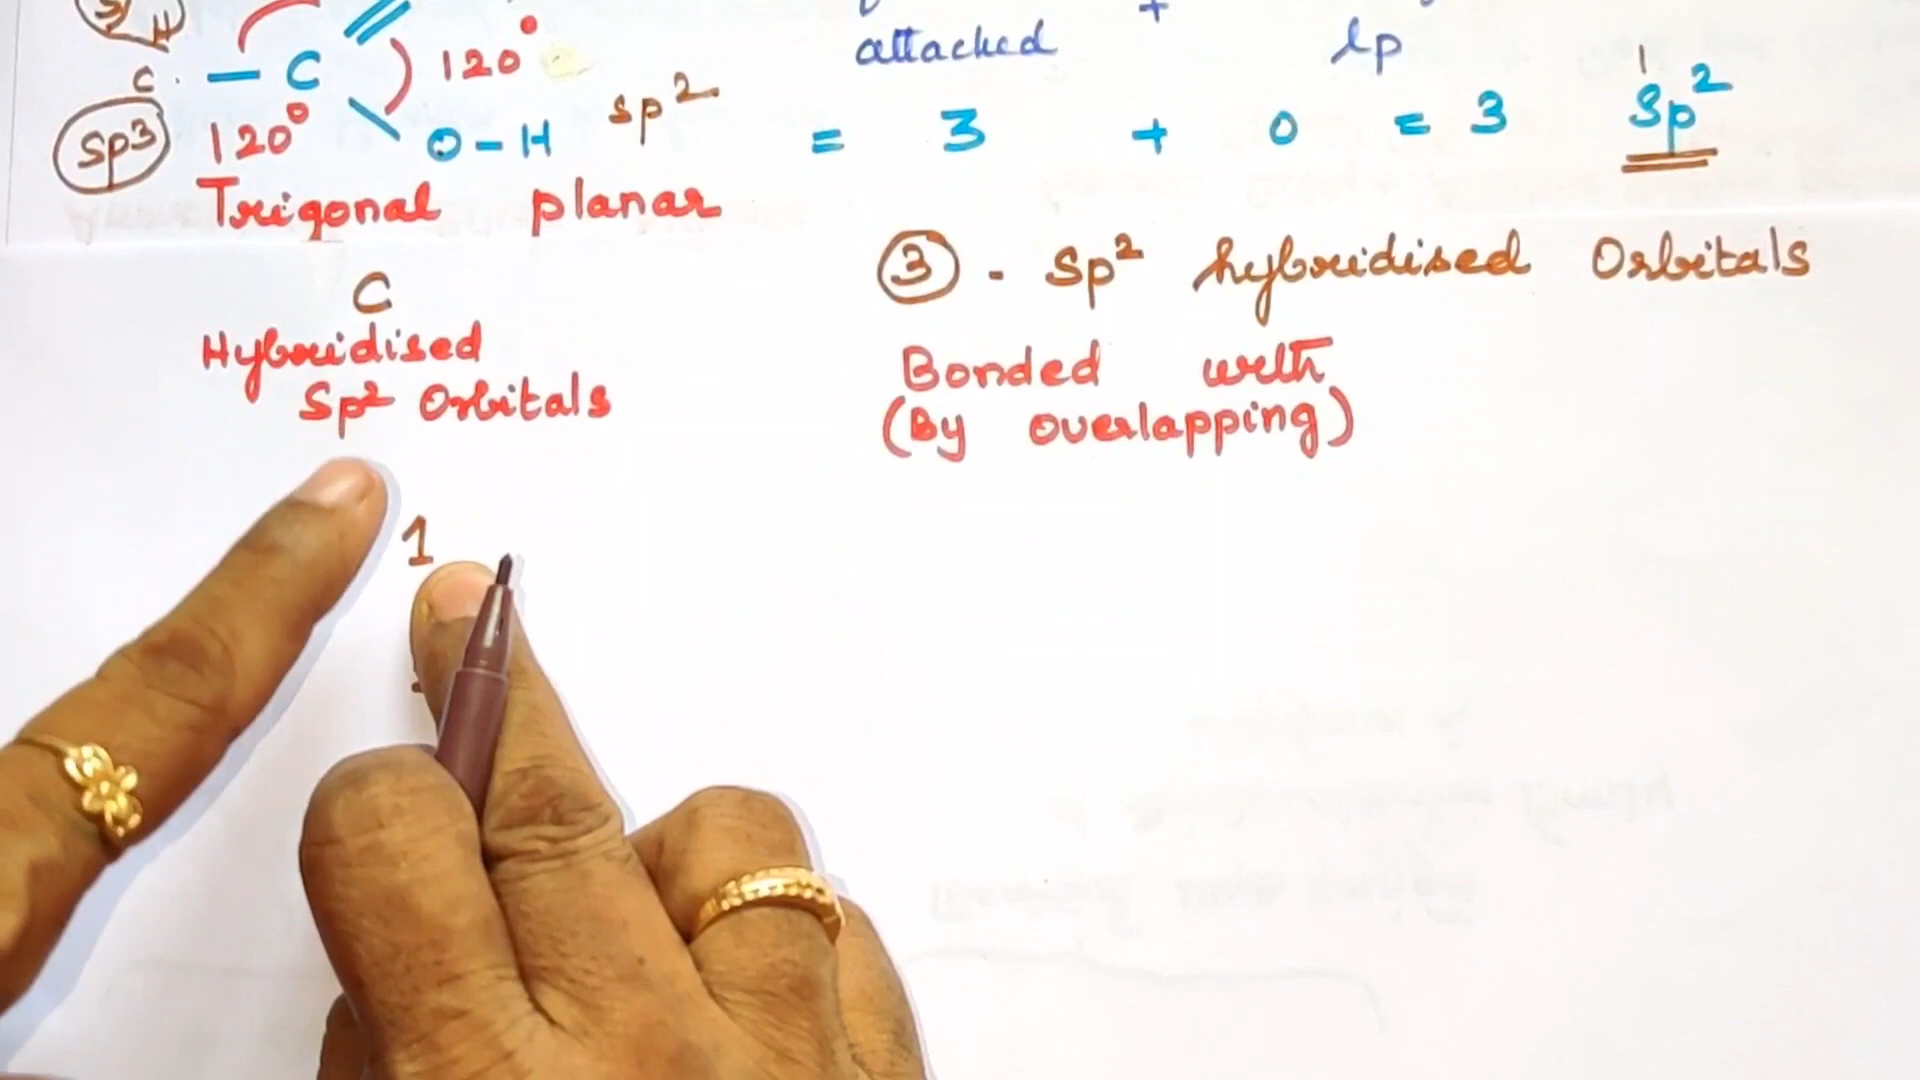 attached + lp
C - C 120°
sp3 120° O-H sp²
= 3 + 0 = 3 Sp²
Trigonal planar
③ - Sp² hybridised Orbitals
C
Hybridised
Sp² Orbitals
Bonded with
(By overlapping)
1